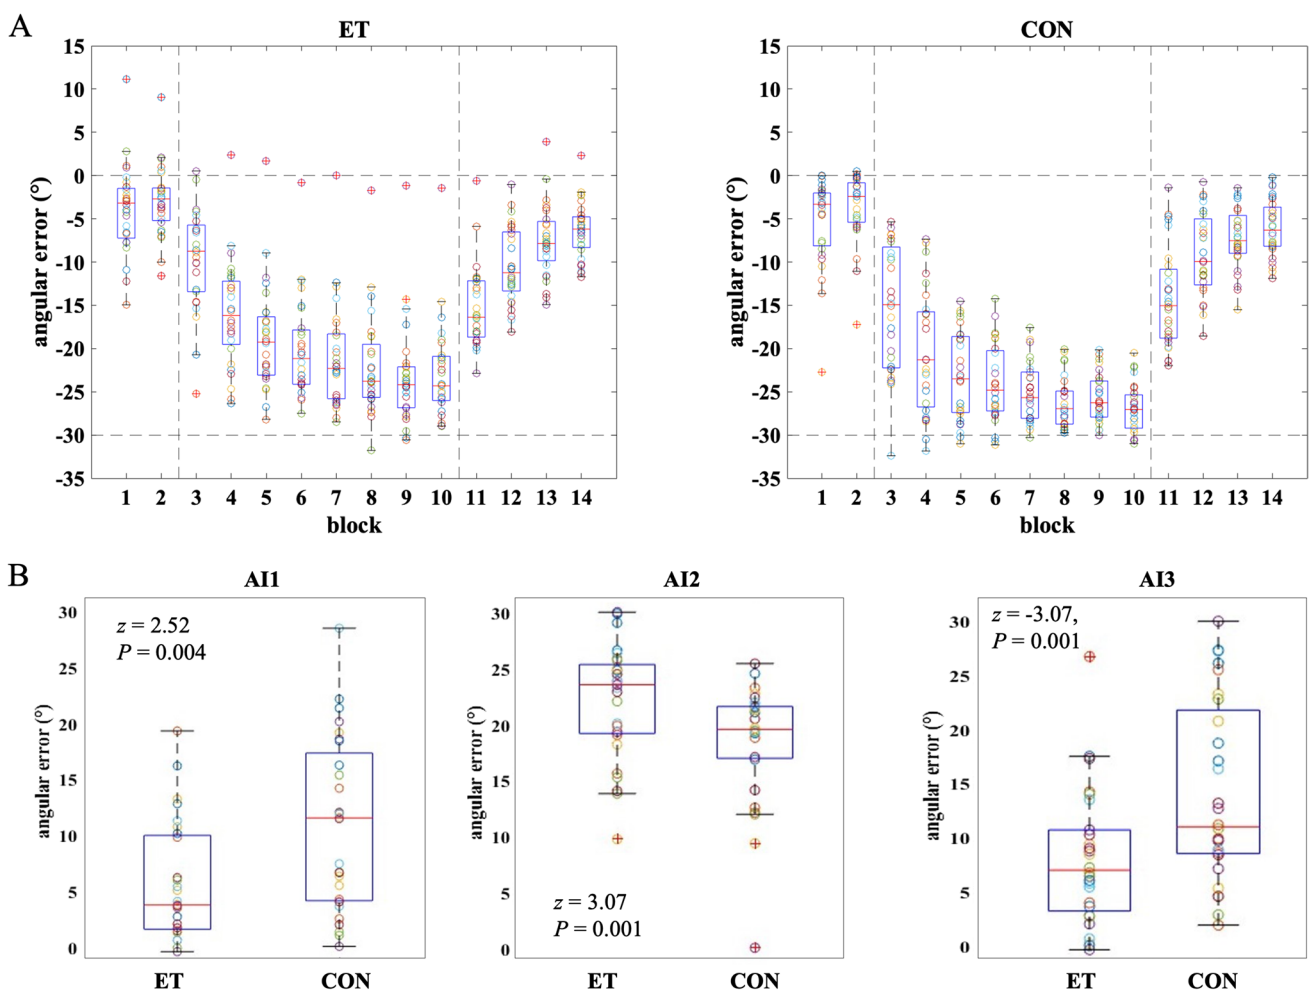 A
ET
CON
15
10
5
0
-5
-10
-15
-20
-25
-30
-35
angular error (°)
1 2 3 4 5 6 7 8 9 10 11 12 13 14
block
15
10
5
0
-5
-10
-15
-20
-25
-30
-35
angular error (°)
1 2 3 4 5 6 7 8 9 10 11 12 13 14
block
B
AI1
z = 2.52
P = 0.004
30
25
20
15
10
5
0
angular error (°)
ET CON
AI2
30
25
20
15
10
5
0
angular error (°)
z = 3.07
P = 0.001
ET CON
AI3
z = -3.07,
P = 0.001
30
25
-20
15
10
5
0
angular error (°)
ET CON